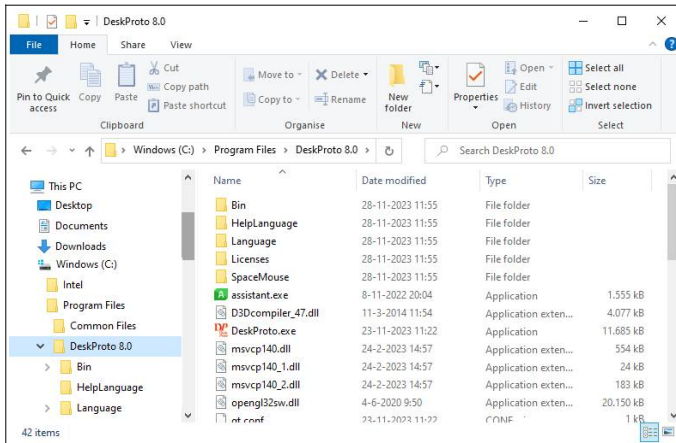 DeskProto 8.0
File Home Share View
Pin to Quick access
Copy
Paste
Cut
Copy path
Paste shortcut
Clipboard
Move to
Copy to
Delete
Rename
Organise
New folder
New
Properties
Open
Edit
History
Open
Select all
Select none
Invert selection
Select
Windows (C:) > Program Files > DeskProto 8.0 >
Search DeskProto 8.0
This PC
Desktop
Documents
Downloads
Windows (C:)
Intel
Program Files
Common Files
DeskProto 8.0
Bin
HelpLanguage
Language
Name Date modified Type Size
Bin 28-11-2023 11:55 File folder
HelpLanguage 28-11-2023 11:55 File folder
Language 28-11-2023 11:55 File folder
Licenses 28-11-2023 11:55 File folder
SpaceMouse 28-11-2023 11:55 File folder
assistant.exe 8-11-2022 20:04 Application 1.555 kB
D3Dcompiler_47.dll 11-3-2014 11:54 Application exten... 4.077 kB
DeskProto.exe 23-11-2023 11:22 Application 11.685 kB
msvcp140.dll 24-2-2023 14:57 Application exten... 554 kB
msvcp140_1.dll 24-2-2023 14:57 Application exten... 24 kB
msvcp140_2.dll 24-2-2023 14:57 Application exten... 183 kB
opengl32sw.dll 4-6-2020 9:50 Application exten... 20.150 kB
qt.conf 23-11-2023 11:22 CONF 1 kB
42 items